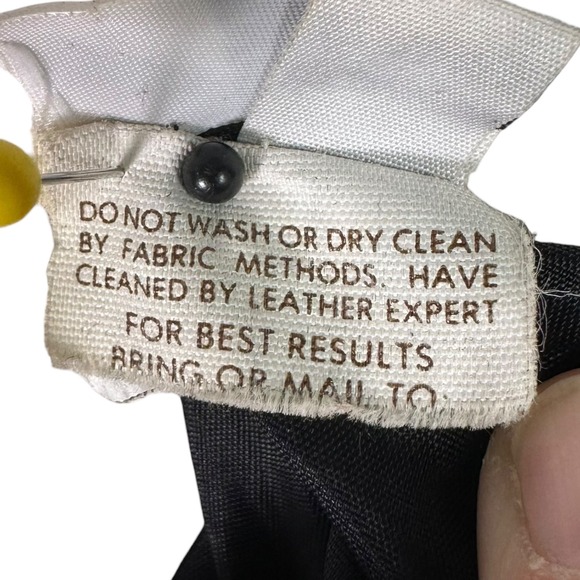 DO NOT WASH OR DRY CLEAN
BY FABRIC METHODS. HAVE
CLEANED BY LEATHER EXPERT
FOR BEST RESULTS
BRING OR MAIL TO: